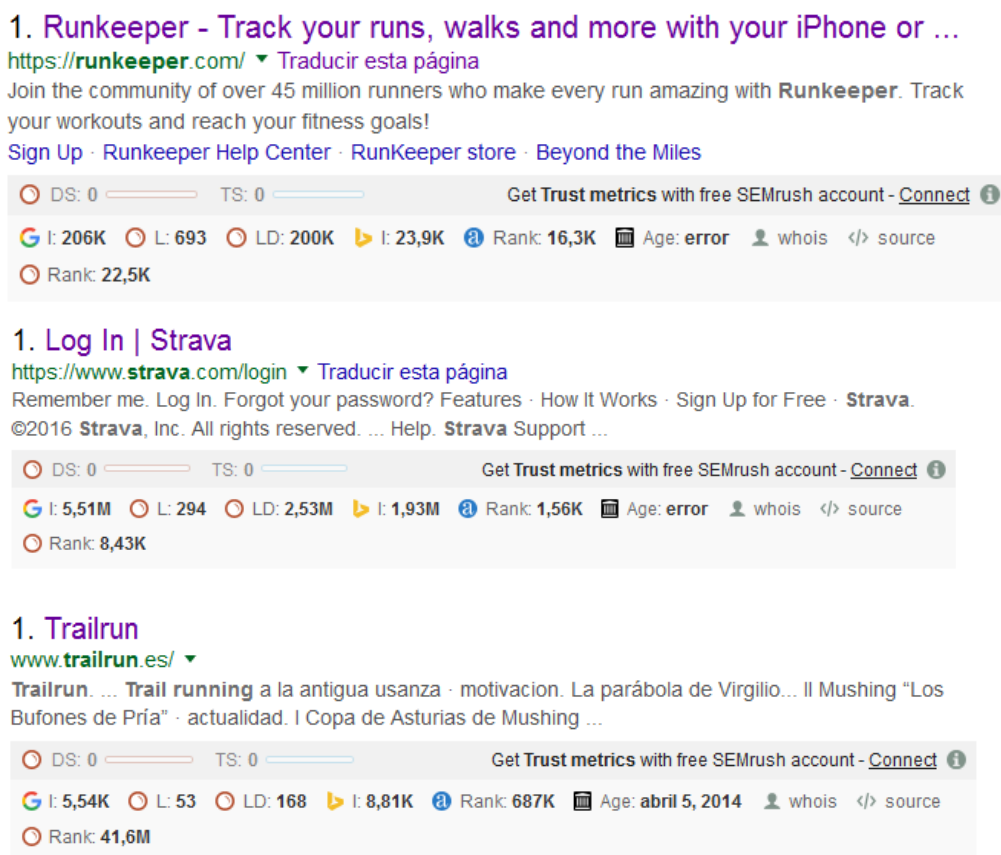 1. Runkeeper - Track your runs, walks and more with your iPhone or ...
https://runkeeper.com/ ▼ Traducir esta página
Join the community of over 45 million runners who make every run amazing with Runkeeper. Track
your workouts and reach your fitness goals!
Sign Up · Runkeeper Help Center · RunKeeper store · Beyond the Miles
DS: 0 TS: 0 Get Trust metrics with free SEMrush account - Connect
I: 206K L: 693 LD: 200K I: 23,9K Rank: 16,3K Age: error whois </> source
Rank: 22,5K
1. Log In | Strava
https://www.strava.com/login ▼ Traducir esta página
Remember me. Log In. Forgot your password? Features · How It Works · Sign Up for Free · Strava.
©2016 Strava, Inc. All rights reserved. ... Help. Strava Support ...
DS: 0 TS: 0 Get Trust metrics with free SEMrush account - Connect
I: 5,51M L: 294 LD: 2,53M I: 1,93M Rank: 1,56K Age: error whois </> source
Rank: 8,43K
1. Trailrun
www.trailrun.es/ ▼
Trailrun. ... Trail running a la antigua usanza · motivacion. La parábola de Virgilio... II Mushing “Los
Bufones de Pría” · actualidad. I Copa de Asturias de Mushing ...
DS: 0 TS: 0 Get Trust metrics with free SEMrush account - Connect
I: 5,54K L: 53 LD: 168 I: 8,81K Rank: 687K Age: abril 5, 2014 whois </> source
Rank: 41,6M